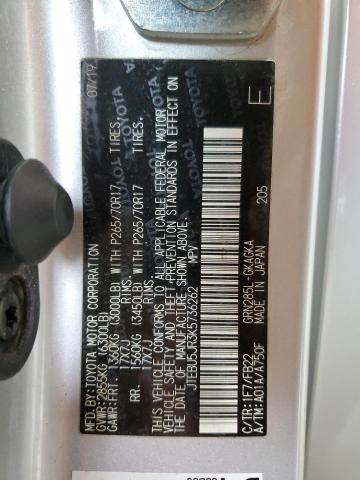 MFD. BY: TOYOTA MOTOR CORPORATION 07/19
GVWR: 2855KG (6300LB)
GAWR: FRT. 1360KG (3000LB) WITH P265/70R17 TIRES,
17X7J RIMS
RR. 1560KG (3450LB) WITH P265/70R17 TIRES,
17X7J RIMS
THIS VEHICLE CONFORMS TO ALL APPLICABLE FEDERAL MOTOR
VEHICLE SAFETY, BUMPER AND THEFT PREVENTION STANDARDS IN EFFECT ON
THE DATE OF MANUFACTURE SHOWN ABOVE.
JTEBU5JR3K5736262 MPV
C/TR: 1F7/FB22 GRN285L-GKAGKA 205 E
A/TM: A01A/A750F MADE IN JAPAN